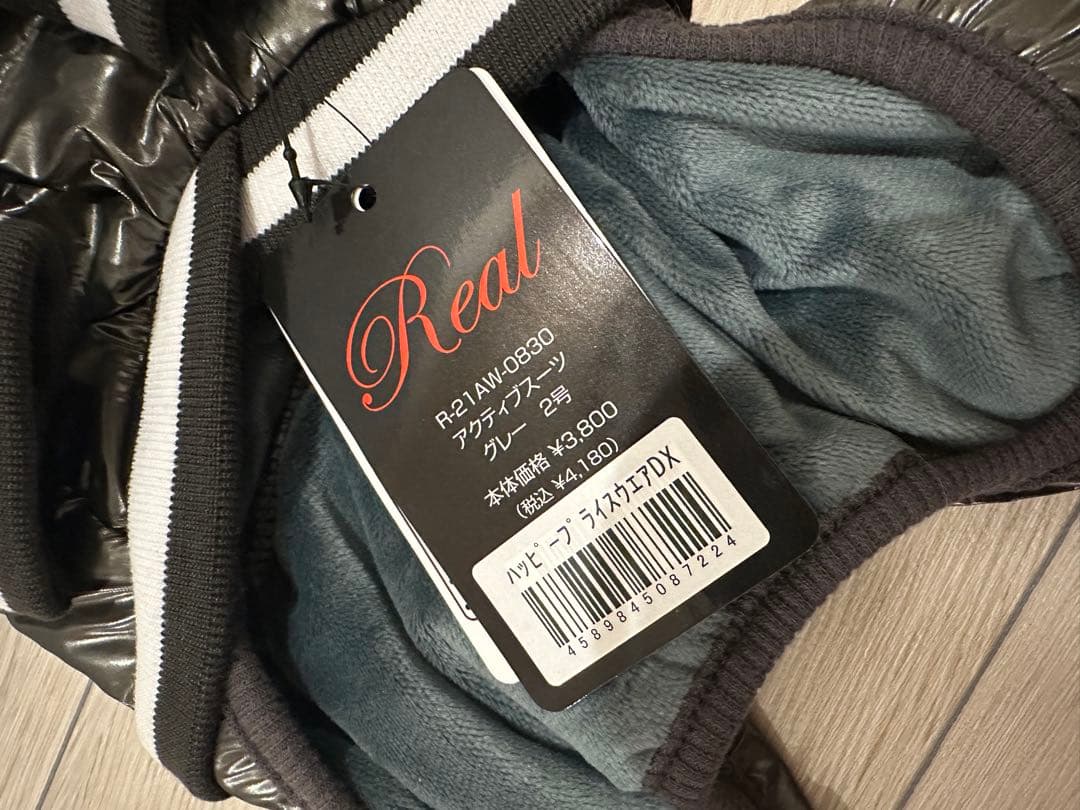 Real
R-21AW-0830
アクティブスーツ
グレー 2号
本体価格 ¥3,800
(税込 ¥4,180)
ハッピープライスウエアDX
4589845087224